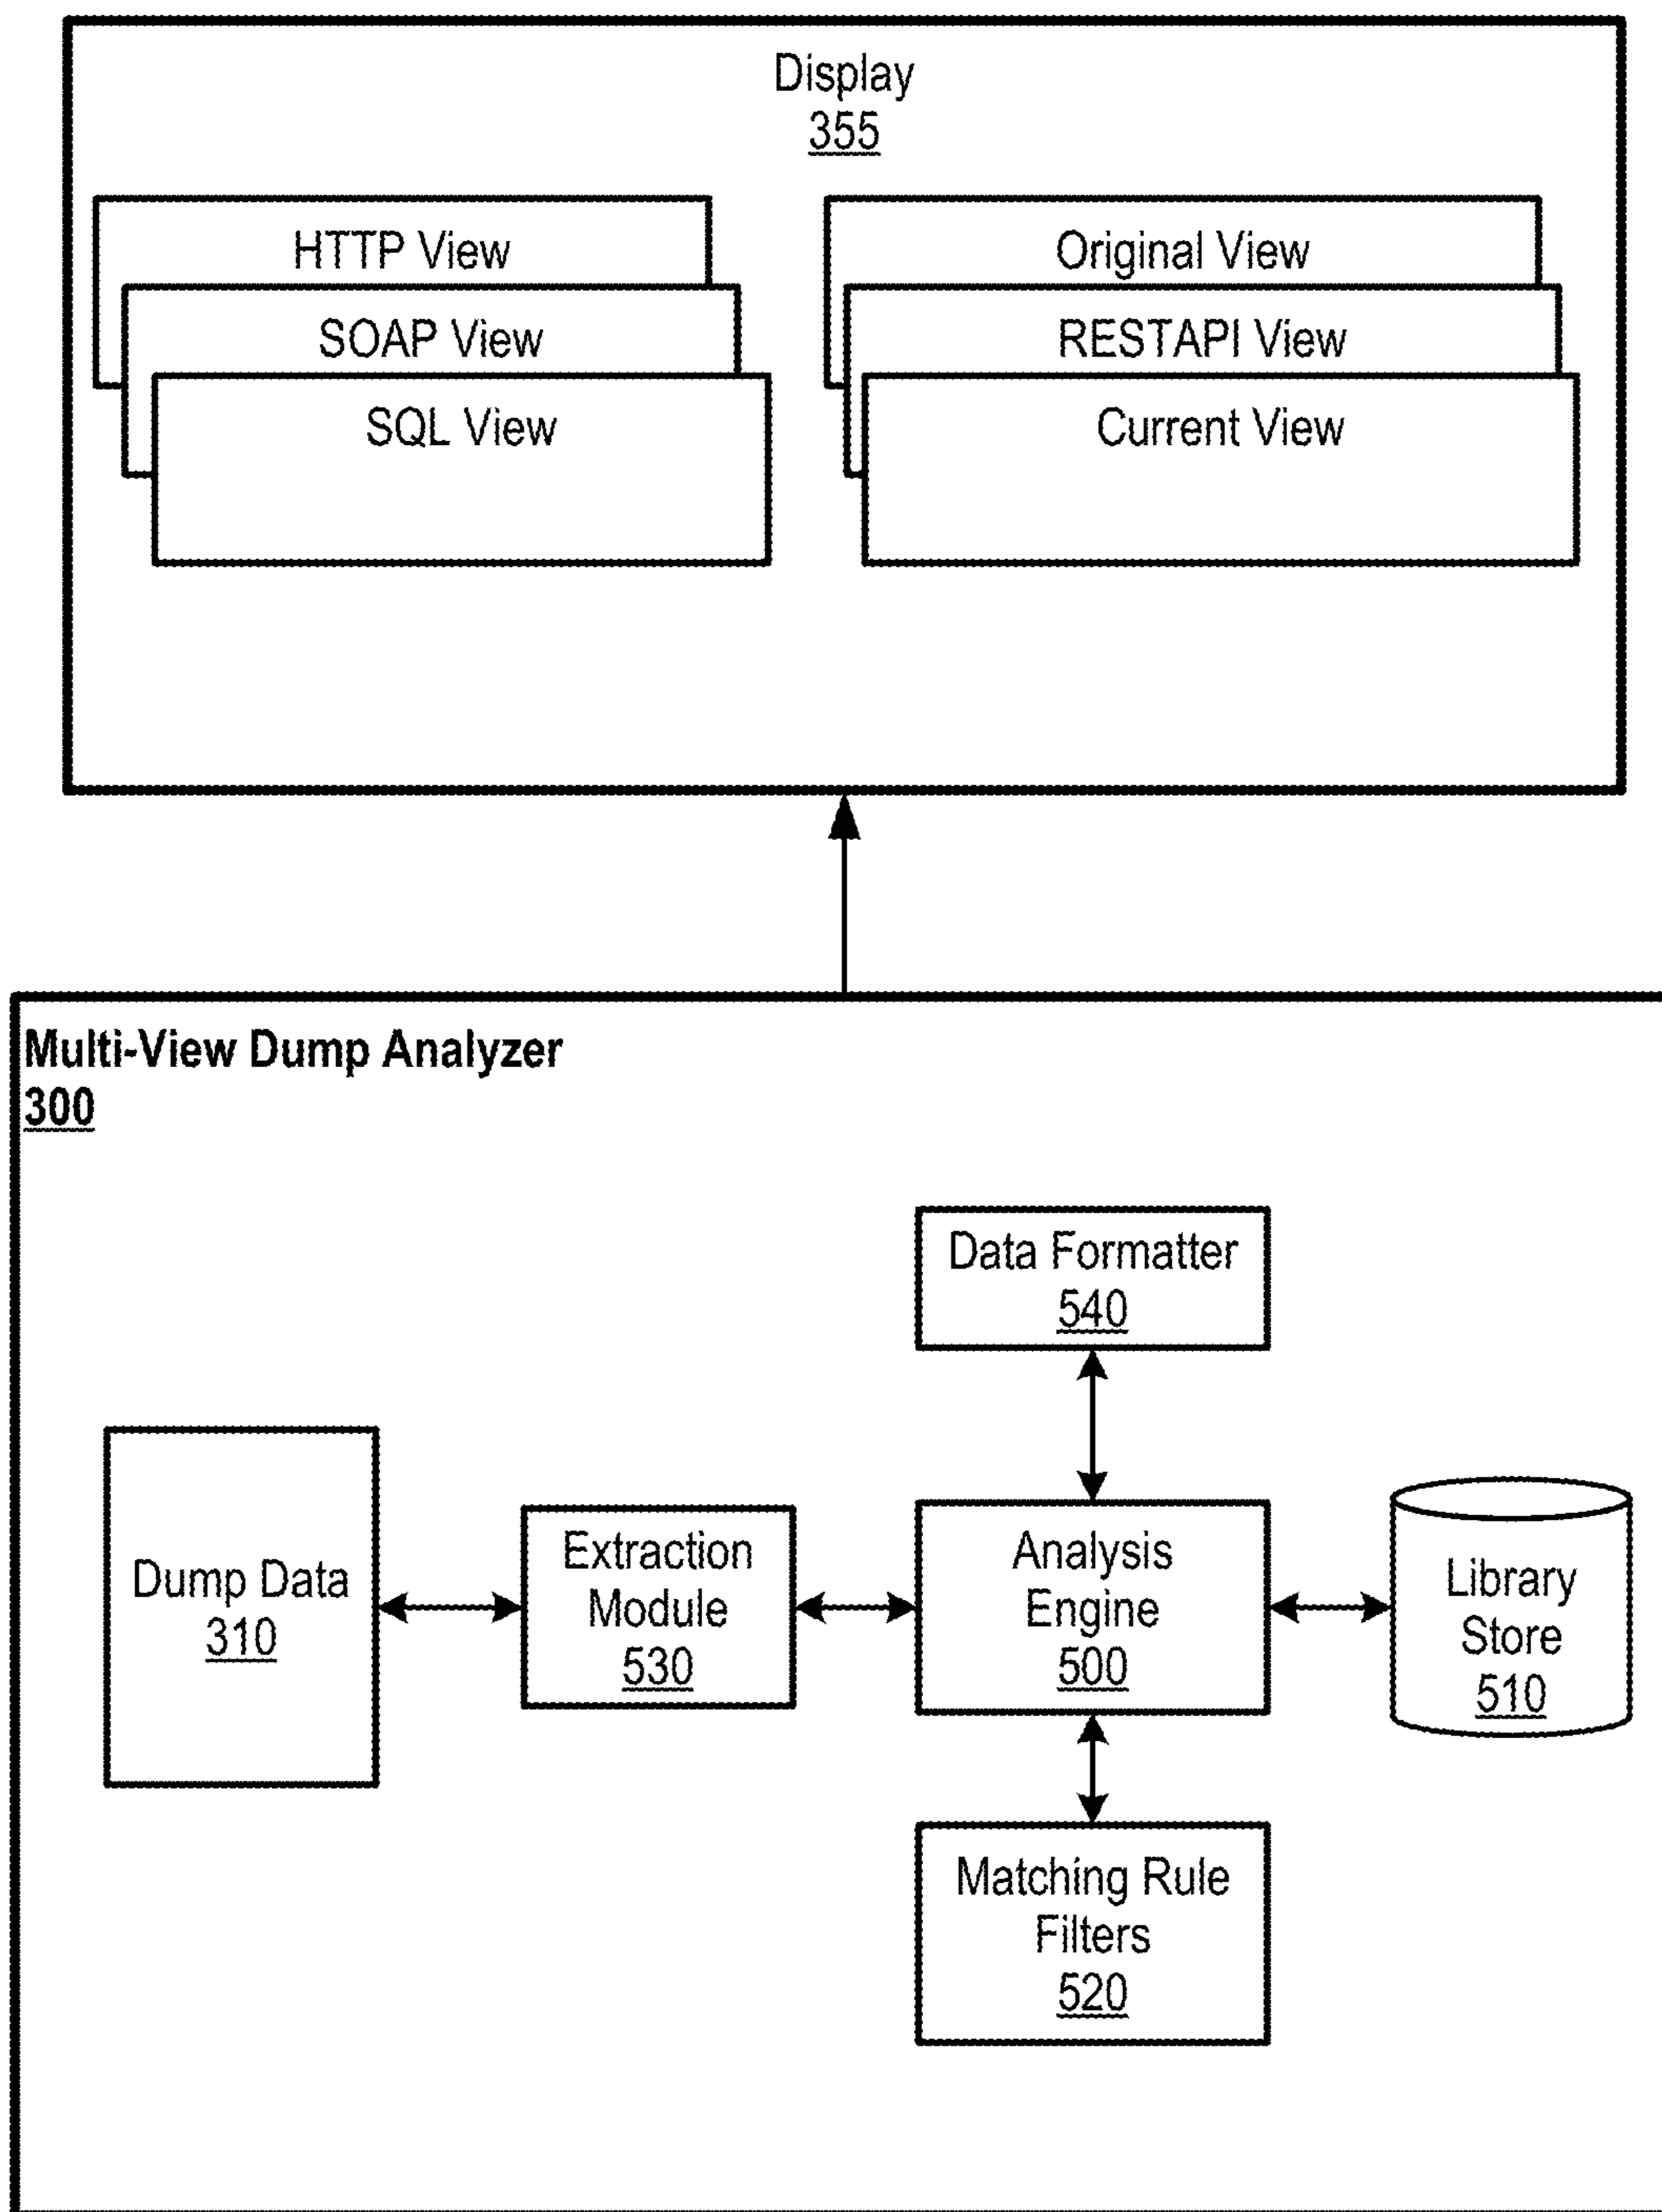 Display
355
HTTP View
SOAP View
SQL View
Original View
RESTAPI View
Current View
Multi-View Dump Analyzer
300
Data Formatter
540
Dump Data
310
Extraction
Module
530
Analysis
Engine
500
Library
Store
510
Matching Rule
Filters
520